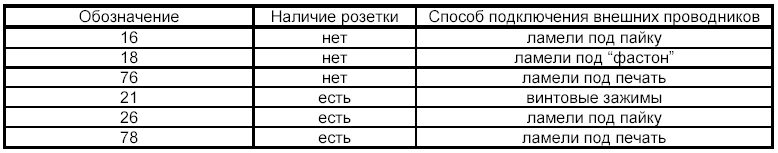 Обозначение Наличие розетки Способ подключения внешних проводников
16 нет ламели под пайку
18 нет ламели под “фастон”
76 нет ламели под печать
21 есть винтовые зажимы
26 есть ламели под пайку
78 есть ламели под печать